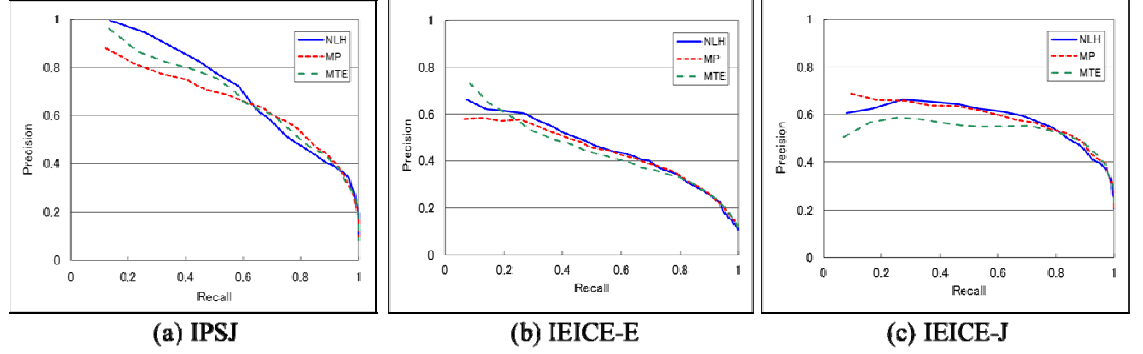 1
0.8
0.6
0.4
0.2
0
Precision
NLH
MP
MTE
0 0.2 0.4 0.6 0.8 1
Recall
(a) IPSJ
1
0.8
0.6
0.4
0.2
0
Precision
NLH
MP
MTE
0 0.2 0.4 0.6 0.8 1
Recall
(b) IEICE-E
1
0.8
0.6
0.4
0.2
0
Precision
NLH
MP
MTE
0 0.2 0.4 0.6 0.8 1
Recall
(c) IEICE-J